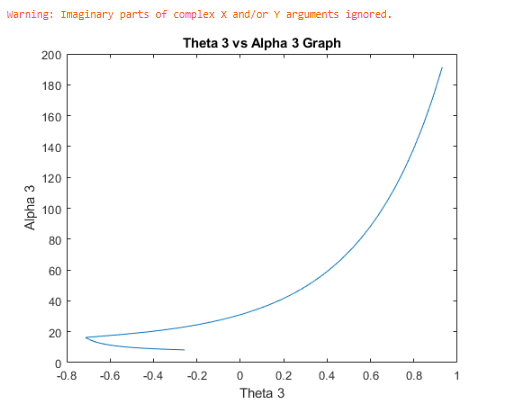 Warning: Imaginary parts of complex X and/or Y arguments ignored.
Theta 3 vs Alpha 3 Graph
200
180
160
140
120
100
80
60
40
20
0
Alpha 3
-0.8 -0.6 -0.4 -0.2 0 0.2 0.4 0.6 0.8 1
Theta 3